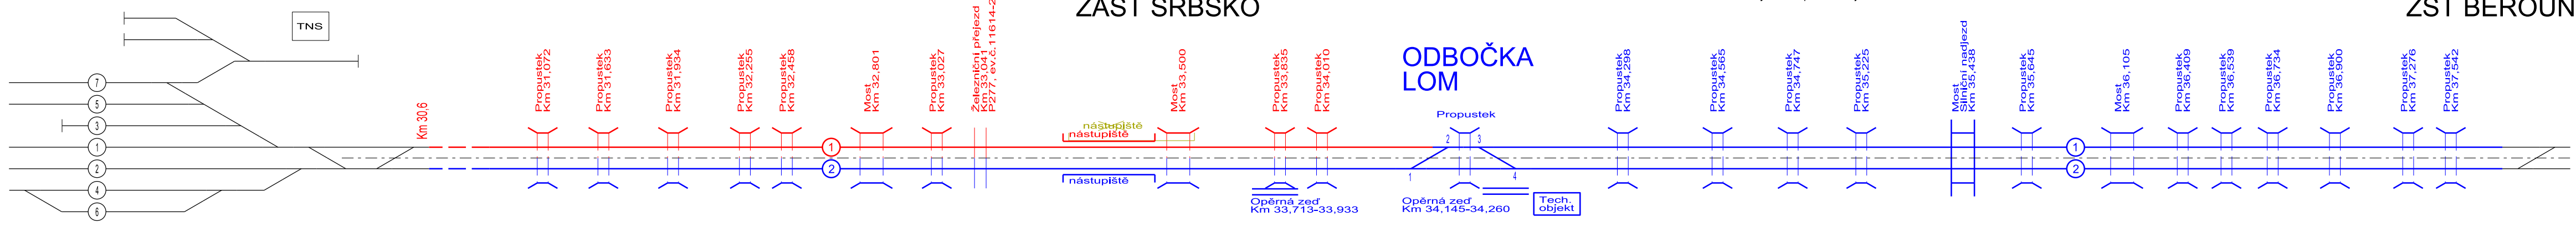 TNS
ZAST SRBSKO
ŽST BEROUN
7
5
3
1
2
4
6
Km 30,6
Propustek
Km 31,072
Propustek
Km 31,633
Propustek
Km 31,934
Propustek
Km 32,255
Propustek
Km 32,458
Most
Km 32,801
Propustek
Km 33,027
Železniční přejezd
Km 33,041
1
2
nástupiště
nástupiště
nástupiště
Most
Km 33,500
Propustek
Km 33,835
Propustek
Km 34,010
Opěrná zeď
Km 33,713-33,933
ODBOČKA
LOM
Propustek
2
3
1
4
Opěrná zeď
Km 34,145-34,260
Tech.
objekt
Propustek
Km 34,298
Propustek
Km 34,565
Propustek
Km 34,747
Propustek
Km 35,225
Most
Silniční nadjezd
Km 35,438
Propustek
Km 35,645
1
2
Most
Km 36,105
Propustek
Km 36,409
Propustek
Km 36,539
Propustek
Km 36,734
Propustek
Km 36,900
Propustek
Km 37,276
Propustek
Km 37,542